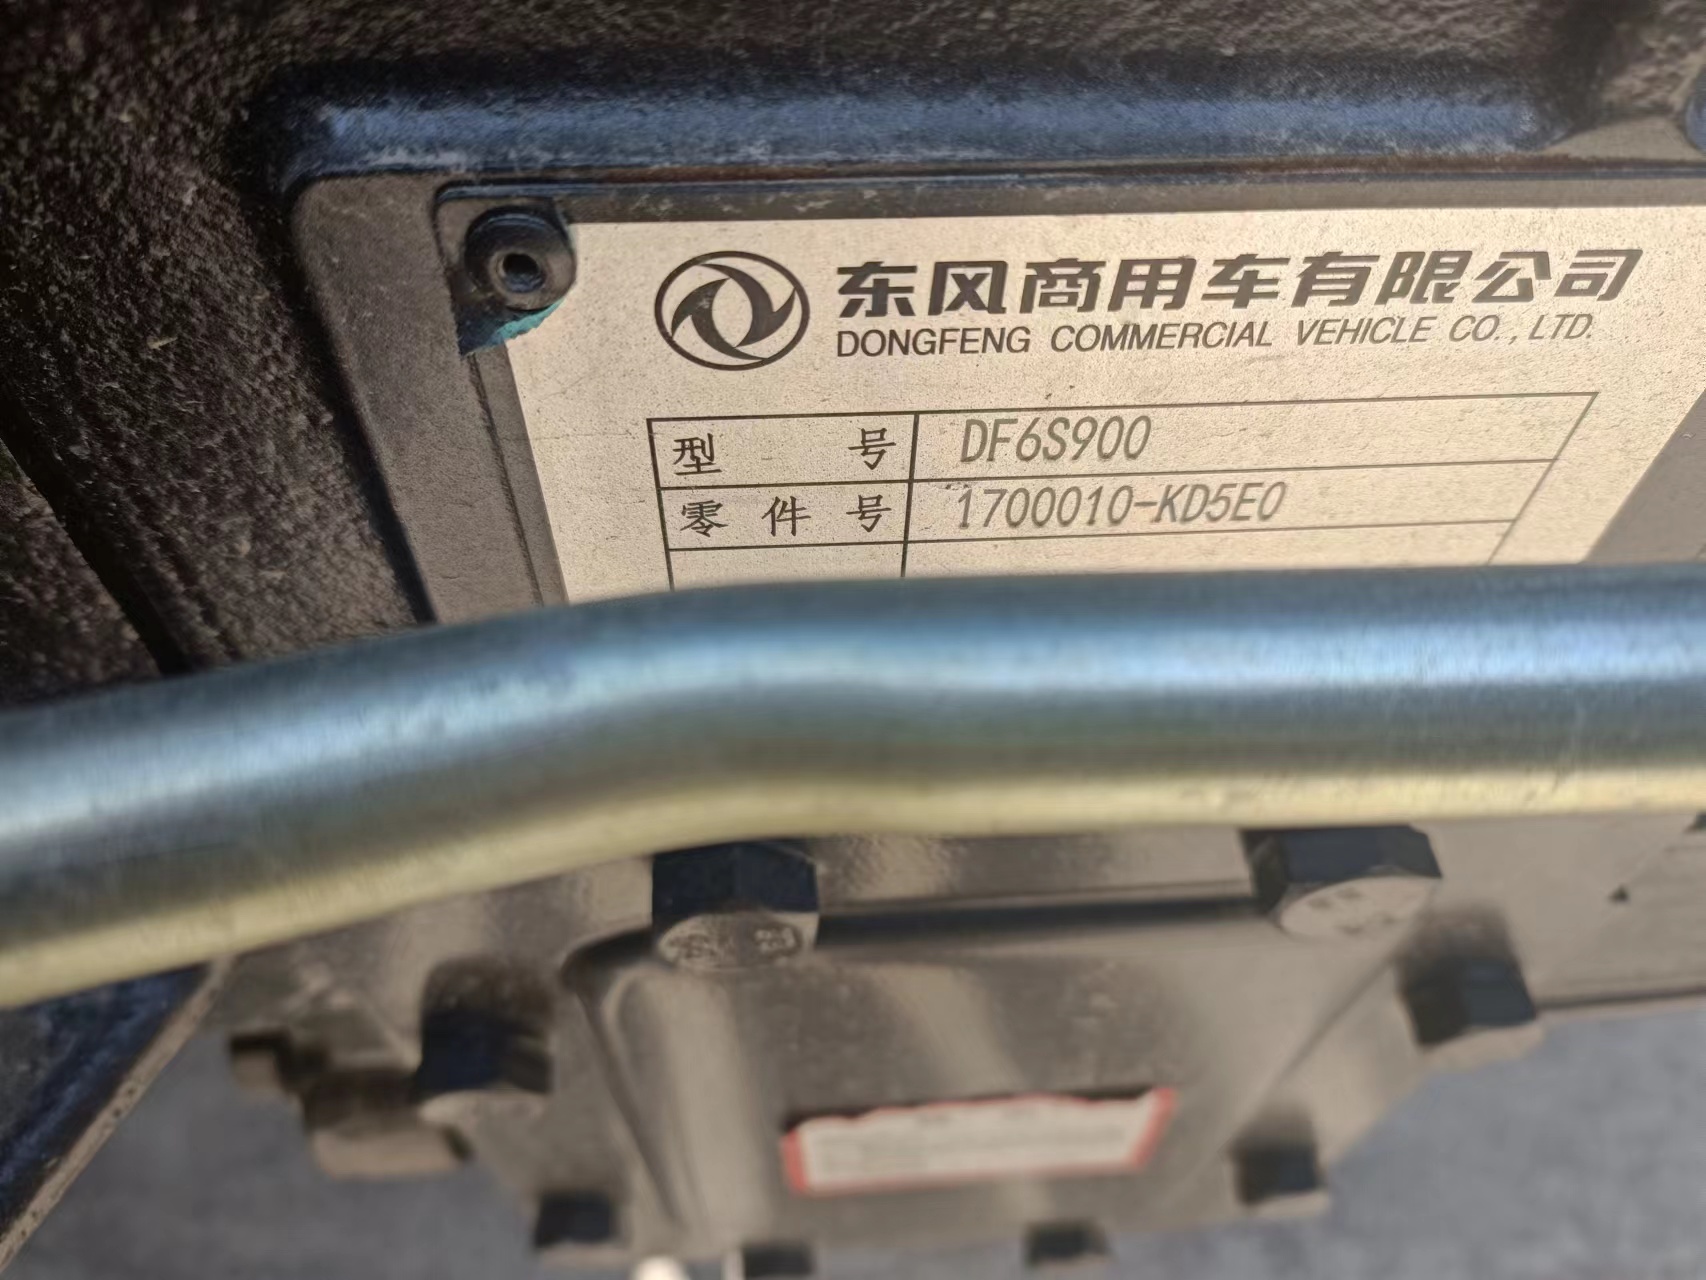 东风商用车有限公司
DONGFENG COMMERCIAL VEHICLE CO., LTD.
型 号 DF6S900
零件号 1700010-KD5E0